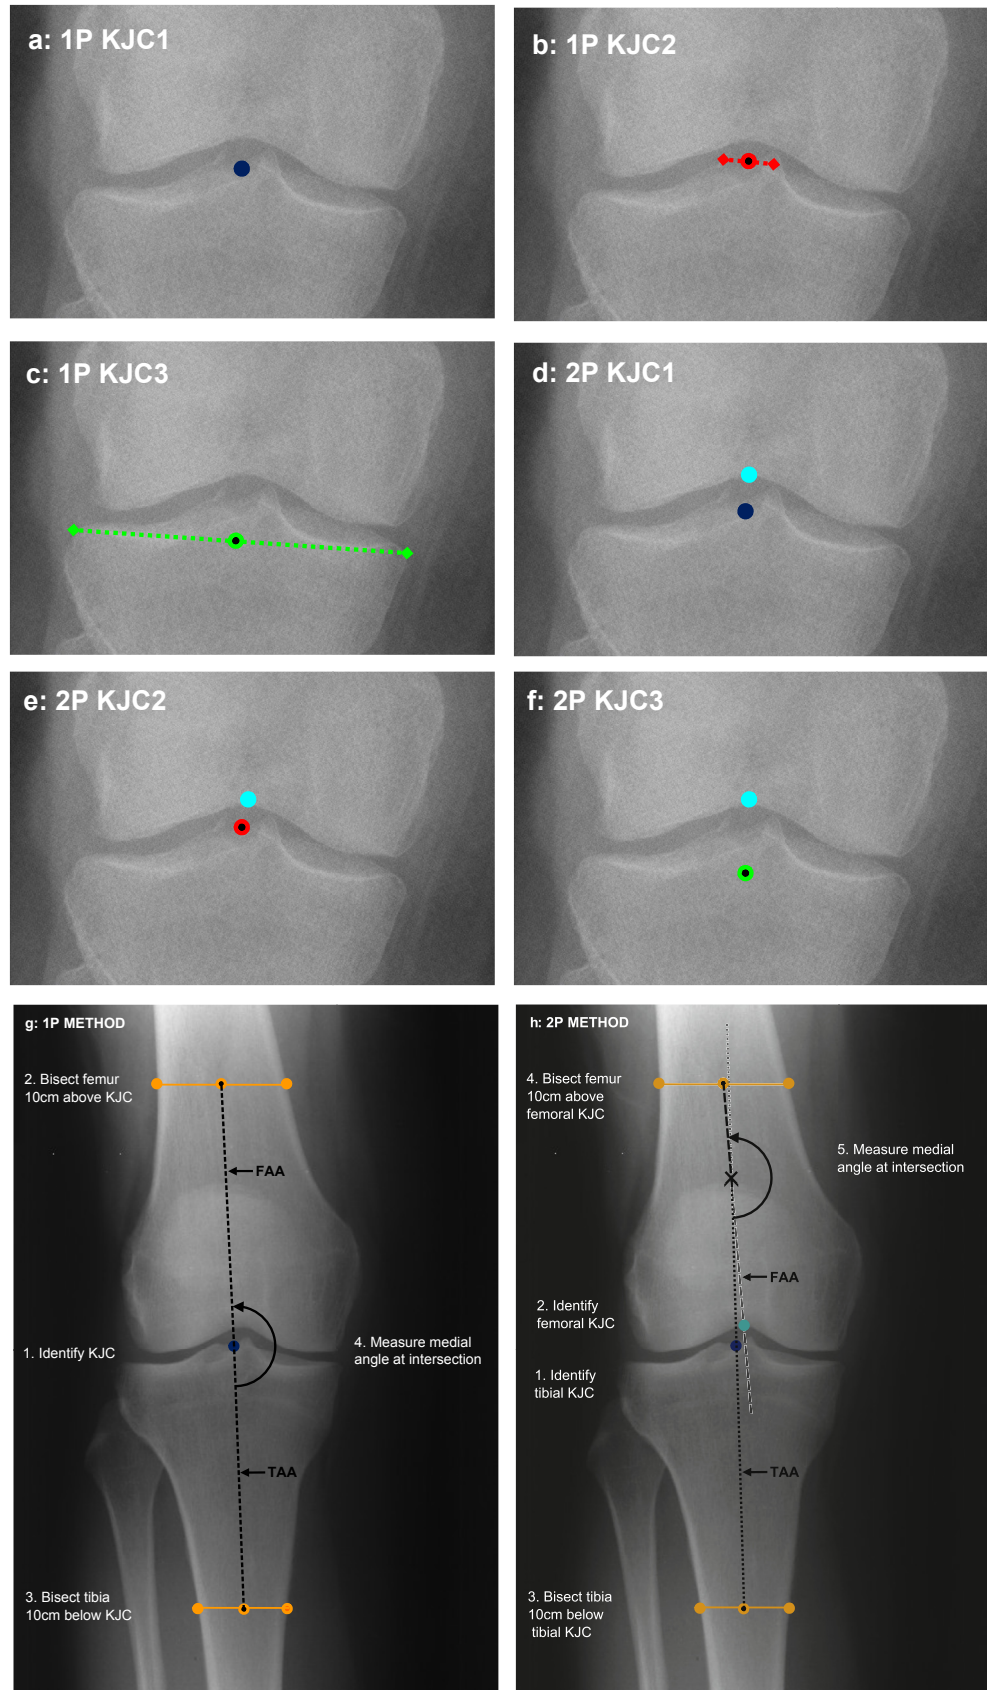 a: 1P KJC1
b: 1P KJC2
c: 1P KJC3
d: 2P KJC1
e: 2P KJC2
f: 2P KJC3
g: 1P METHOD
2. Bisect femur
10cm above KJC
FAA
1. Identify KJC
4. Measure medial
angle at intersection
TAA
3. Bisect tibia
10cm below KJC
h: 2P METHOD
4. Bisect femur
10cm above
femoral KJC
5. Measure medial
angle at intersection
FAA
2. Identify
femoral KJC
1. Identify
tibial KJC
TAA
3. Bisect tibia
10cm below
tibial KJC